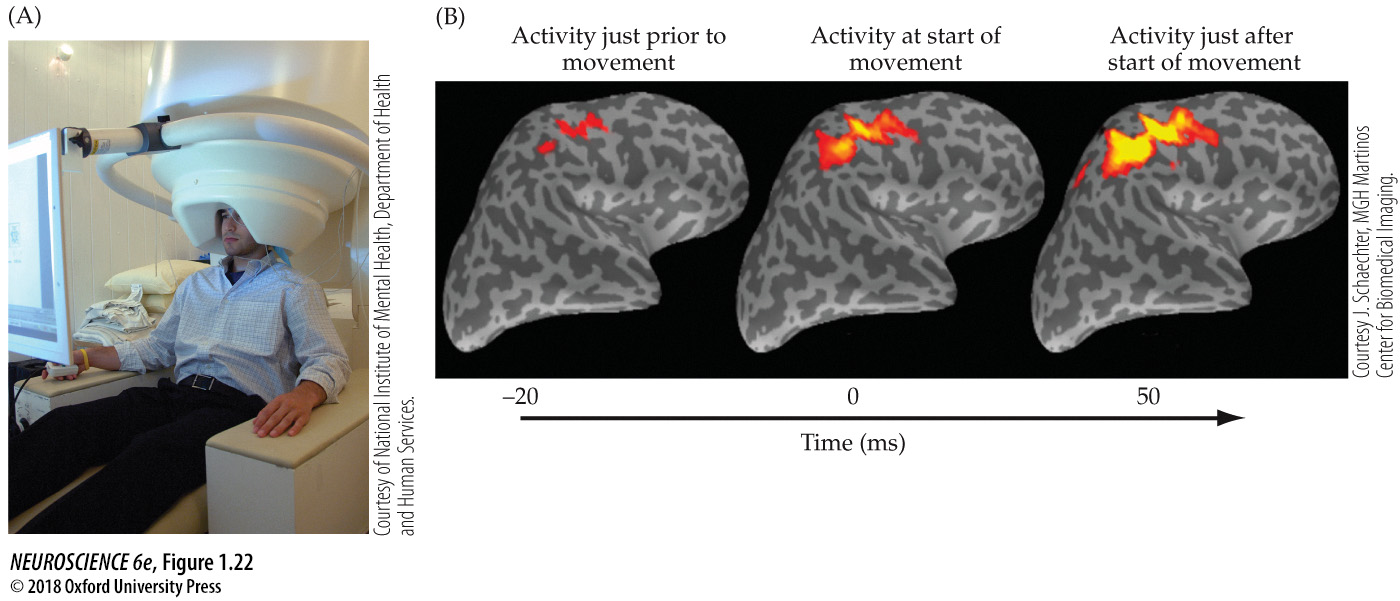 (A)
Courtesy of National Institute of Mental Health, Department of Health
and Human Services.
(B)
Activity just prior to
movement
Activity at start of
movement
Activity just after
start of movement
Courtesy J. Schaechter, MGH Martinos
Center for Biomedical Imaging.
–20
0
50
Time (ms)
NEUROSCIENCE 6e, Figure 1.22
© 2018 Oxford University Press